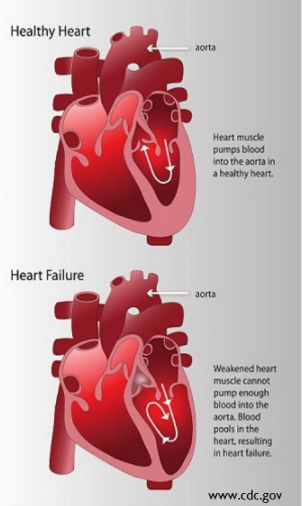 Healthy Heart
aorta
Heart muscle
pumps blood
into the aorta in
a healthy heart.
Heart Failure
aorta
Weakened heart
muscle cannot
pump enough
blood into the
aorta. Blood
pools in the
heart, resulting
in heart failure.
www.cdc.gov